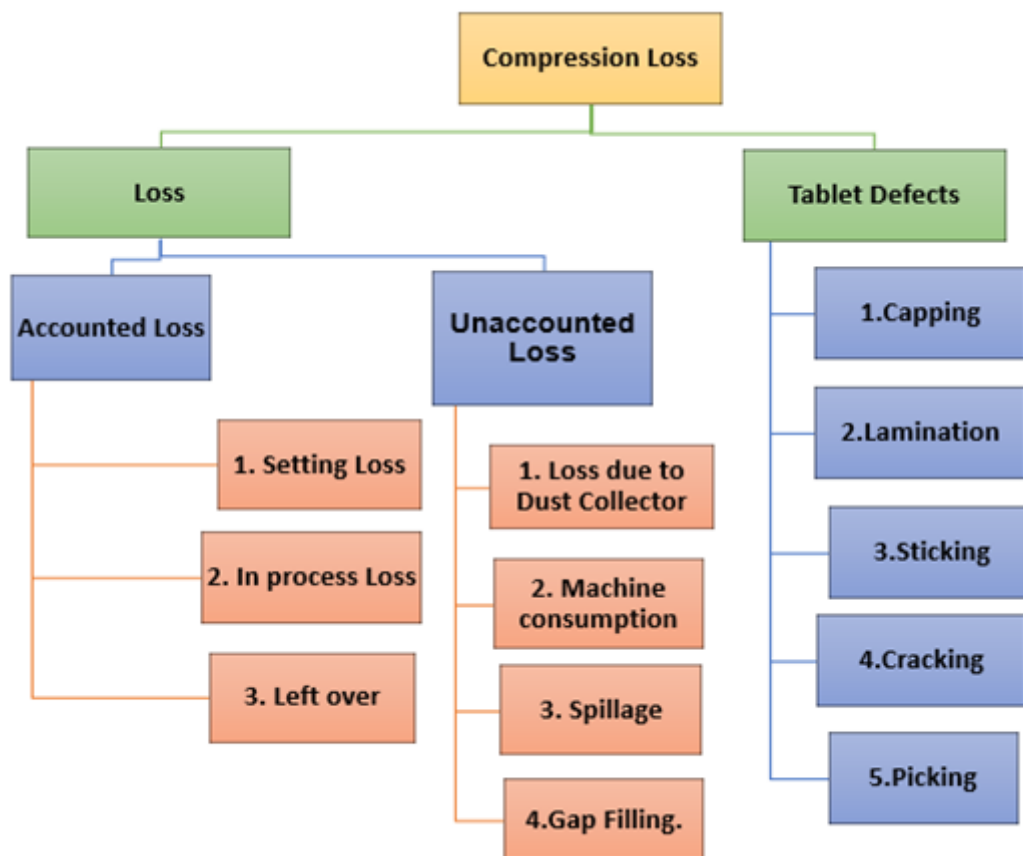 Compression Loss
Loss
Tablet Defects
Accounted Loss
Unaccounted
Loss
1. Setting Loss
2. In process Loss
3. Left over
1. Loss due to
Dust Collector
2. Machine
consumption
3. Spillage
4.Gap Filling.
1.Capping
2.Lamination
3.Sticking
4.Cracking
5.Picking